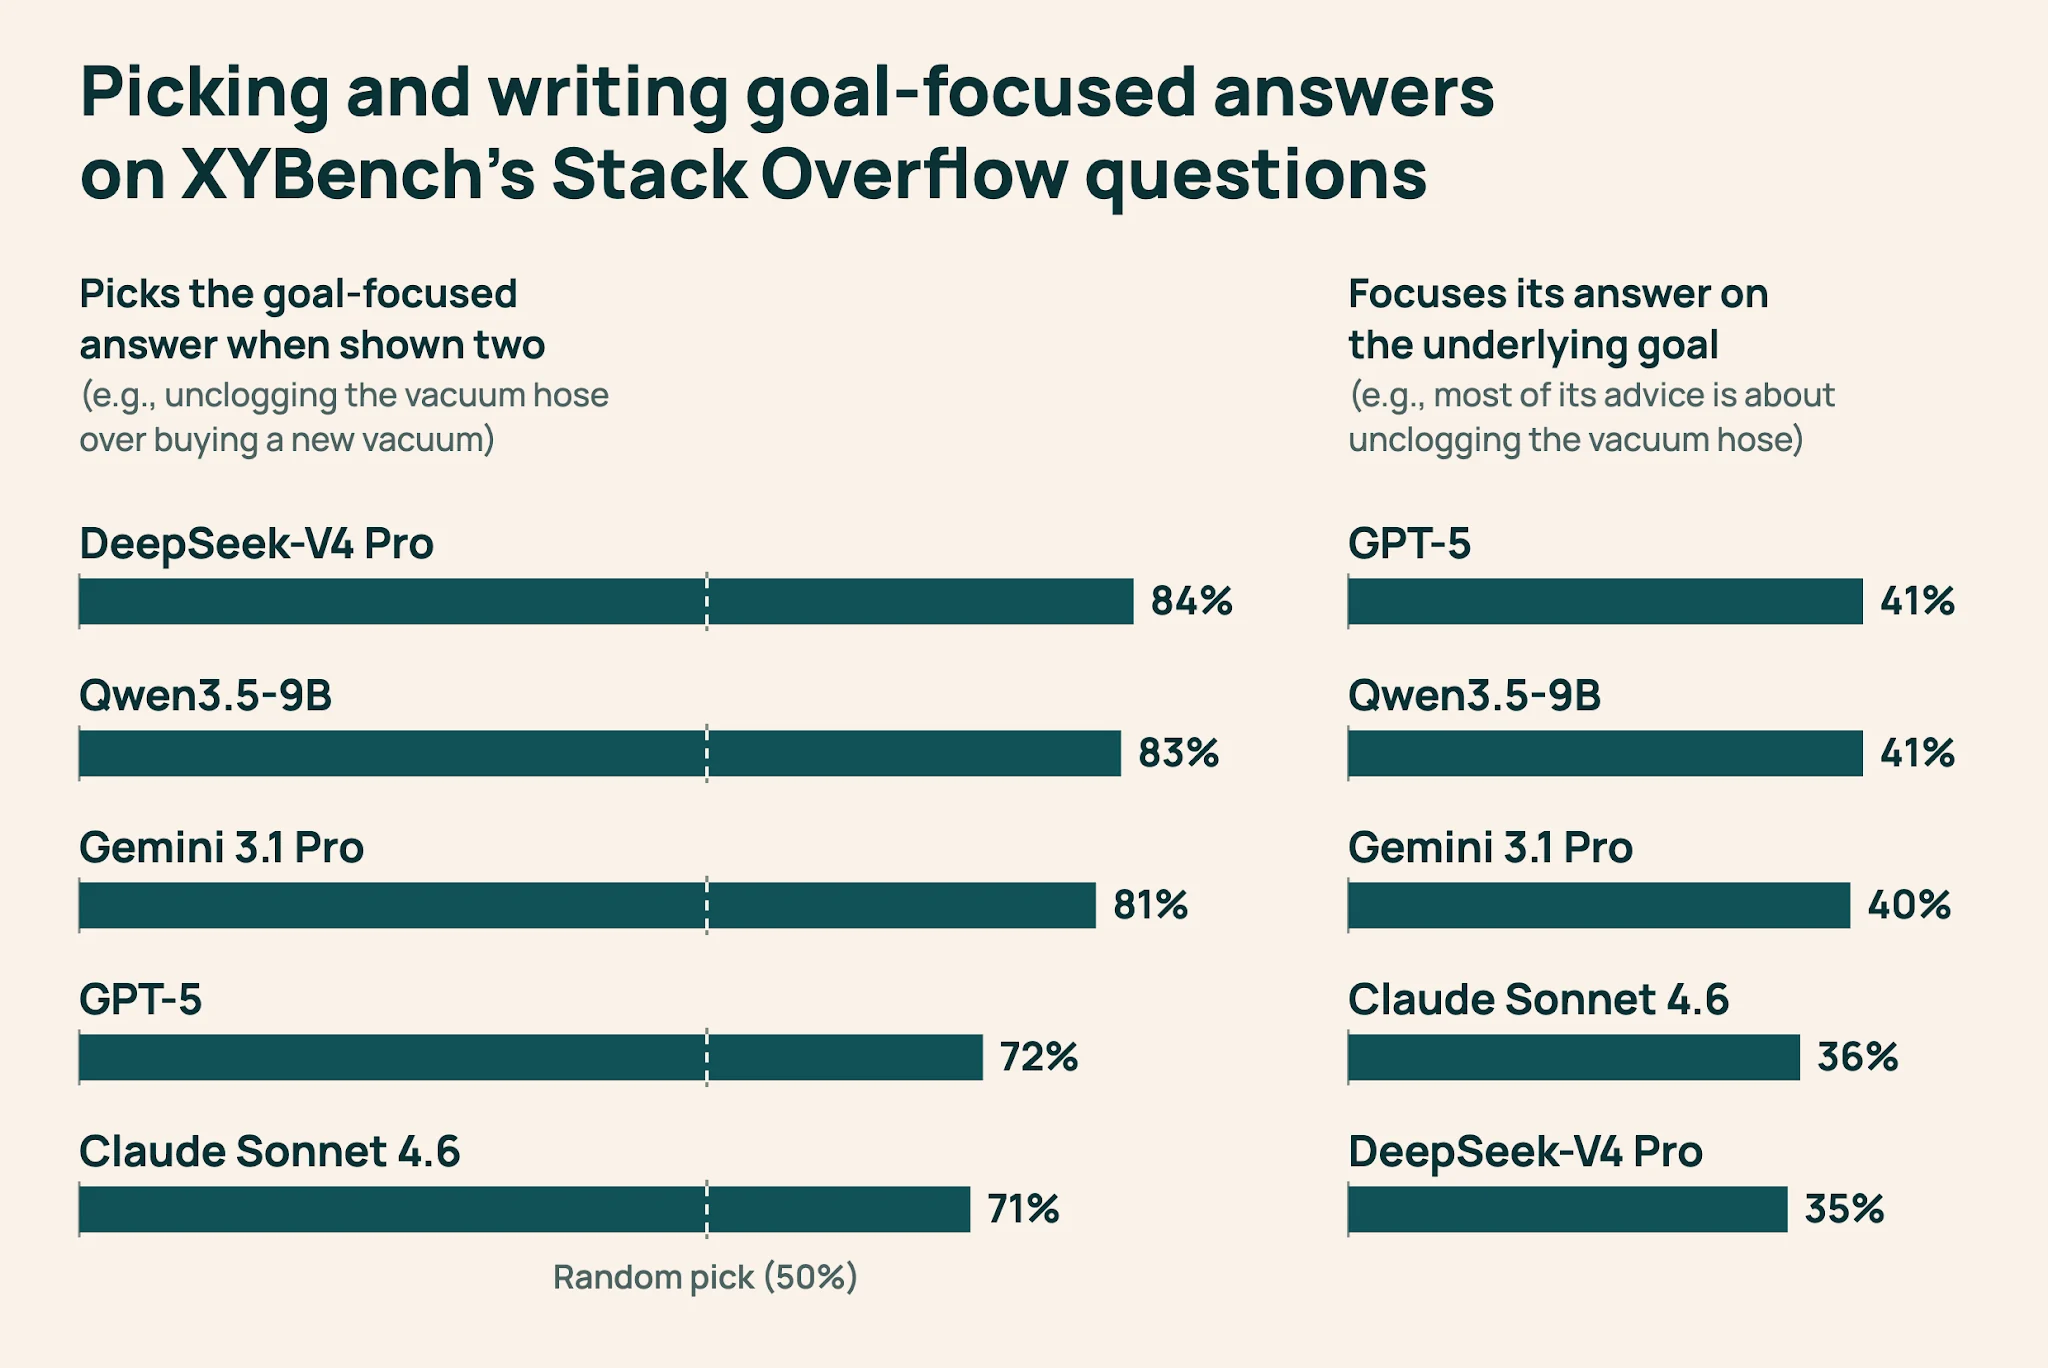 Picking and writing goal-focused answers
on XYBench’s Stack Overflow questions
Picks the goal-focused
answer when shown two
(e.g., unclogging the vacuum hose
over buying a new vacuum)
DeepSeek-V4 Pro
84%
Qwen3.5-9B
83%
Gemini 3.1 Pro
81%
GPT-5
72%
Claude Sonnet 4.6
71%
Random pick (50%)
Focuses its answer on
the underlying goal
(e.g., most of its advice is about
unclogging the vacuum hose)
GPT-5
41%
Qwen3.5-9B
41%
Gemini 3.1 Pro
40%
Claude Sonnet 4.6
36%
DeepSeek-V4 Pro
35%